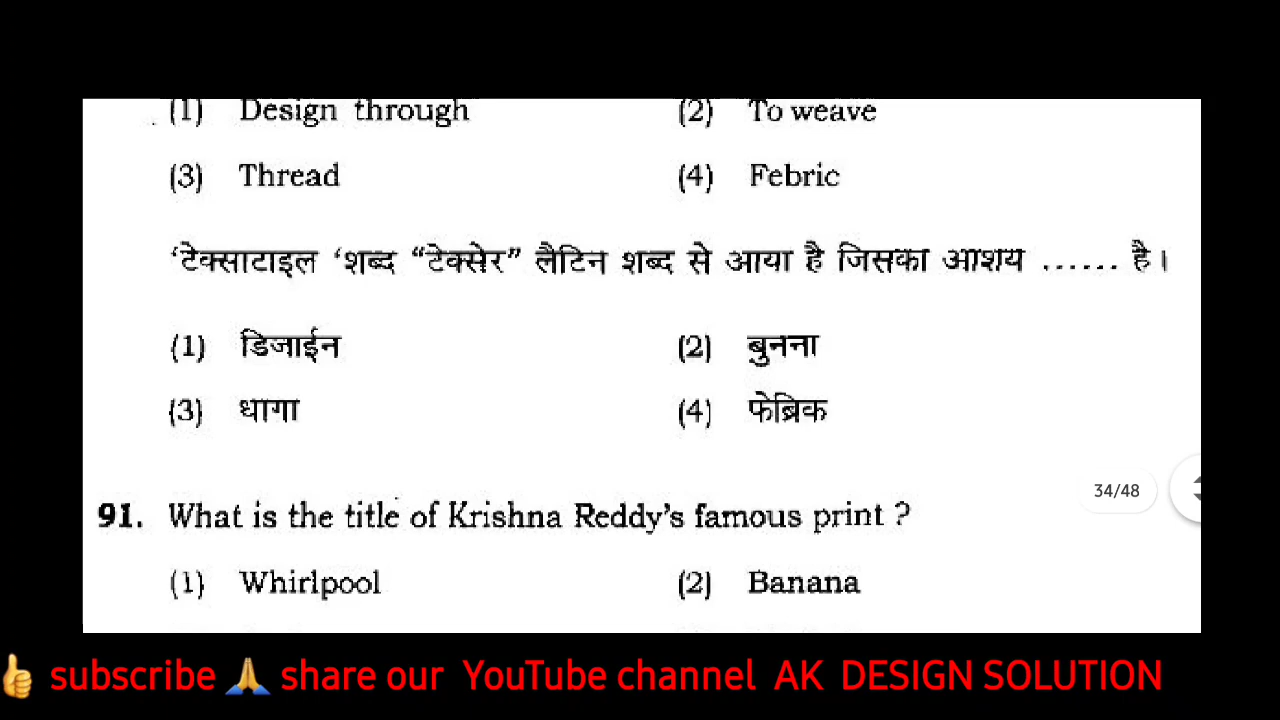 (1) Design through (2) To weave
(3) Thread (4) Febric
‘टेक्साटाइल ‘शब्द “टेक्सेर” लैटिन शब्द से आया है जिसका आशय ...... है।
(1) डिजाईन (2) बुनना
(3) धागा (4) फेब्रिक
34/48
91. What is the title of Krishna Reddy’s famous print ?
(1) Whirlpool (2) Banana
👍 subscribe 🙏 share our YouTube channel AK DESIGN SOLUTION